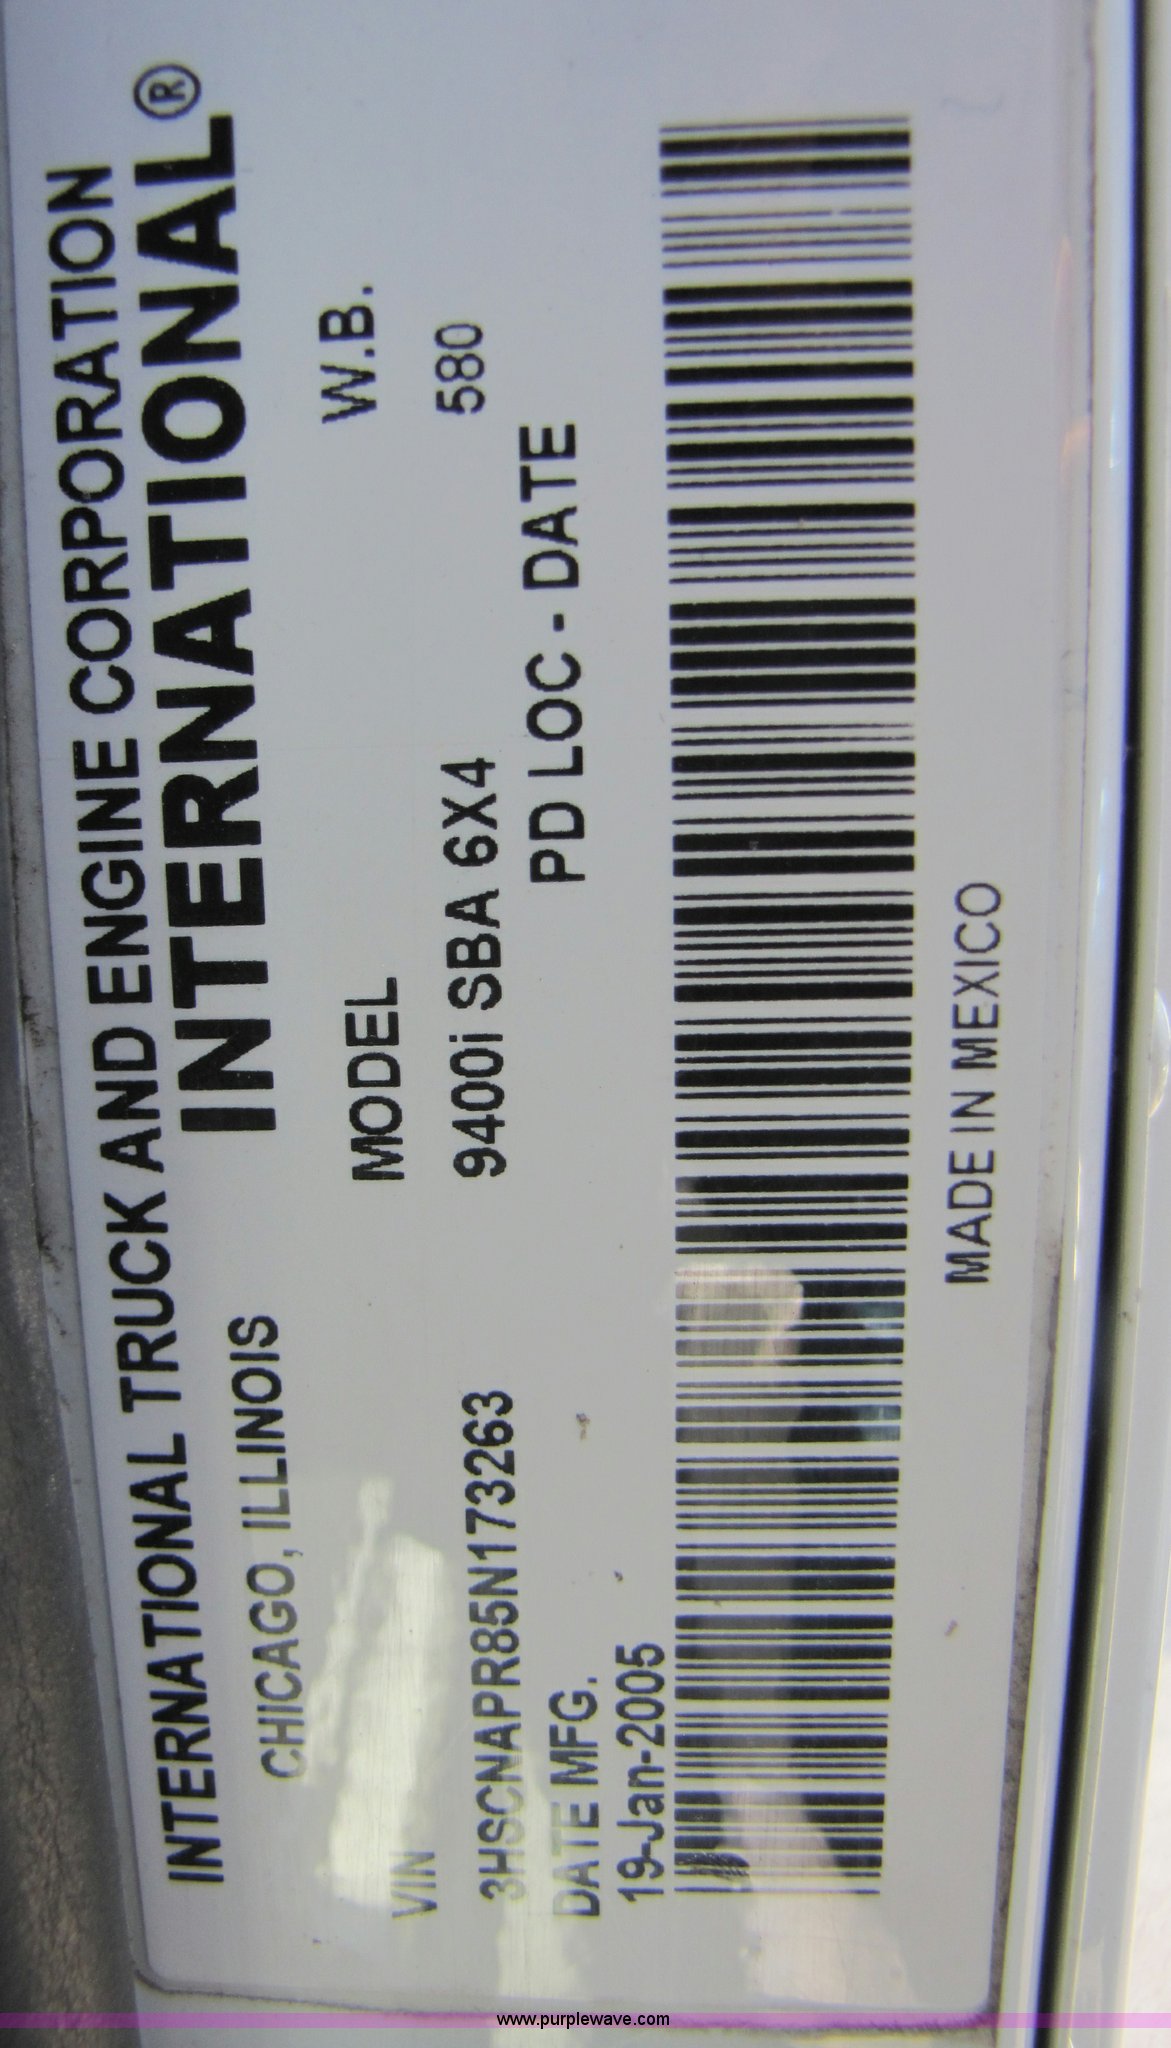 INTERNATIONAL TRUCK AND ENGINE CORPORATION
CHICAGO, ILLINOIS INTERNATIONAL®
VIN MODEL W.B.
3HSCNAPR85N173263 9400i SBA 6X4 580
DATE MFG. PD LOC - DATE
19-Jan-2005
MADE IN MEXICO
www.purplewave.com